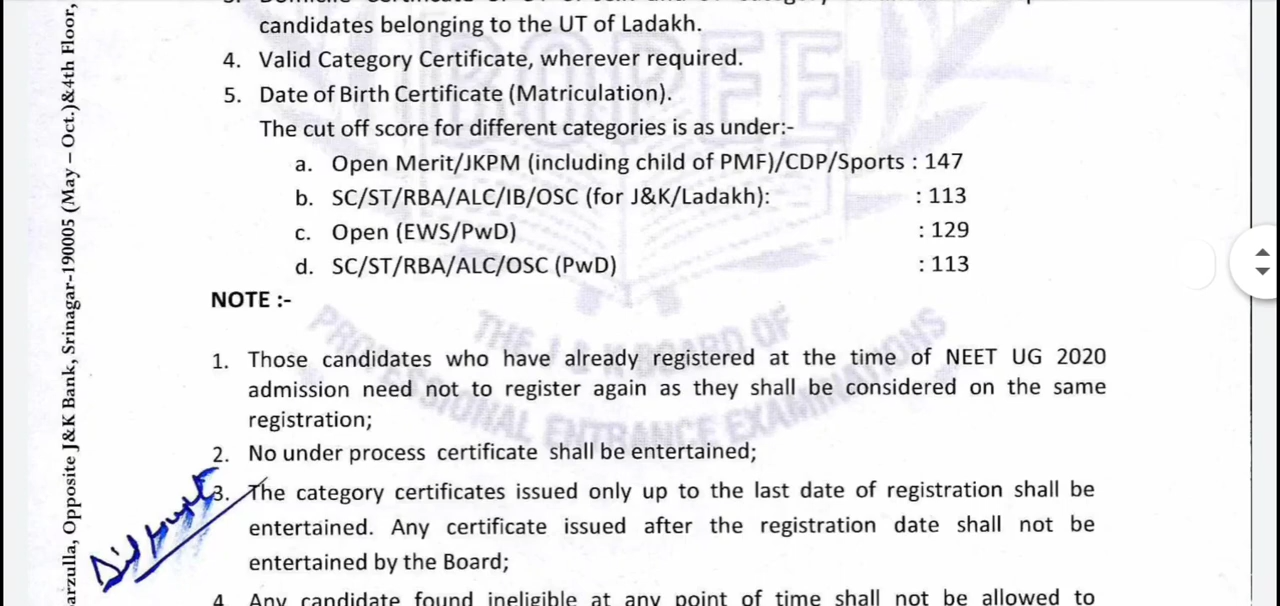 candidates belonging to the UT of Ladakh.
4. Valid Category Certificate, wherever required.
5. Date of Birth Certificate (Matriculation).
The cut off score for different categories is as under:-
a. Open Merit/JKPM (including child of PMF)/CDP/Sports : 147
b. SC/ST/RBA/ALC/IB/OSC (for J&K/Ladakh): : 113
c. Open (EWS/PwD) : 129
d. SC/ST/RBA/ALC/OSC (PwD) : 113
NOTE :-
1. Those candidates who have already registered at the time of NEET UG 2020
admission need not to register again as they shall be considered on the same
registration;
2. No under process certificate shall be entertained;
3. The category certificates issued only up to the last date of registration shall be
entertained. Any certificate issued after the registration date shall not be
entertained by the Board;
4. Any candidate found ineligible at any point of time shall not be allowed to
arzulla, Opposite J&K Bank, Srinagar-190005 (May – Oct.)&4th Floor,
BOPEE
THE J & K BOARD OF
PROFESSIONAL ENTRANCE EXAMINATIONS